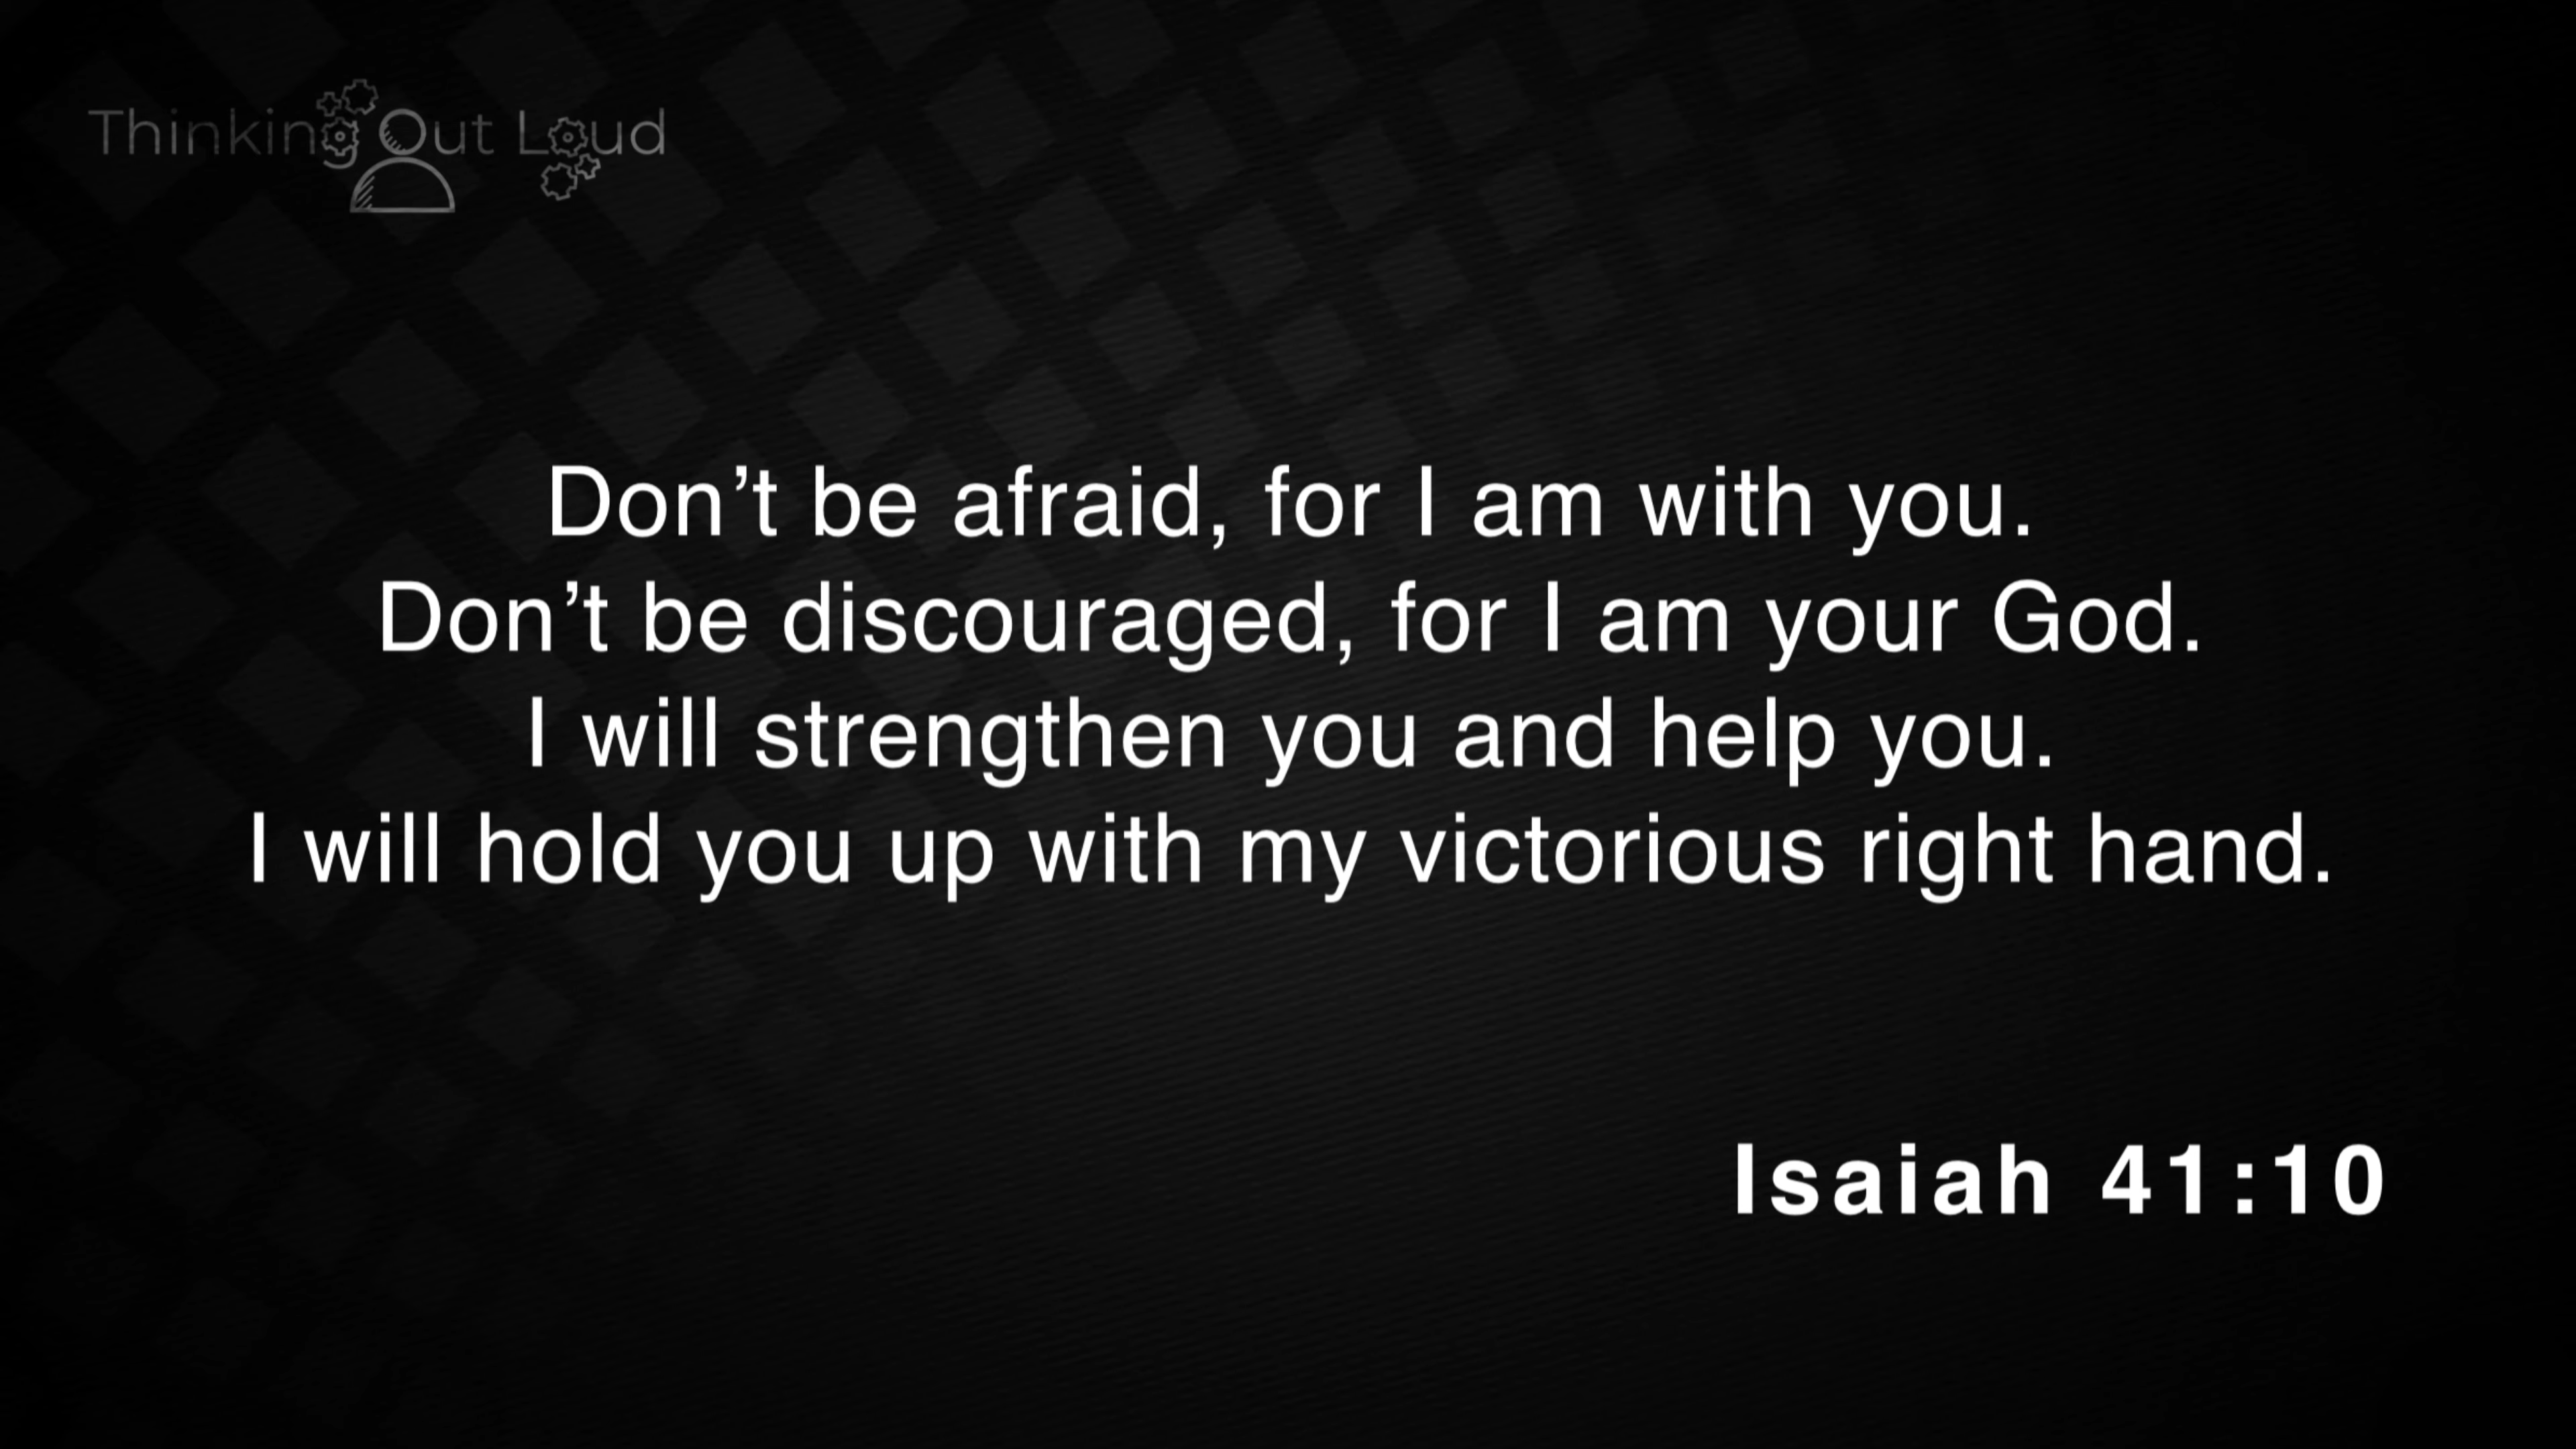 Thinking Out Loud
Don’t be afraid, for I am with you.
Don’t be discouraged, for I am your God.
I will strengthen you and help you.
I will hold you up with my victorious right hand.
Isaiah 41:10